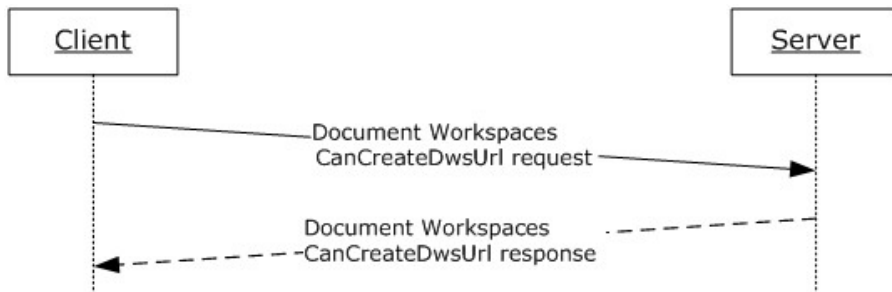 Client
Server
Document Workspaces
CanCreateDwsUrl request
Document Workspaces
CanCreateDwsUrl response